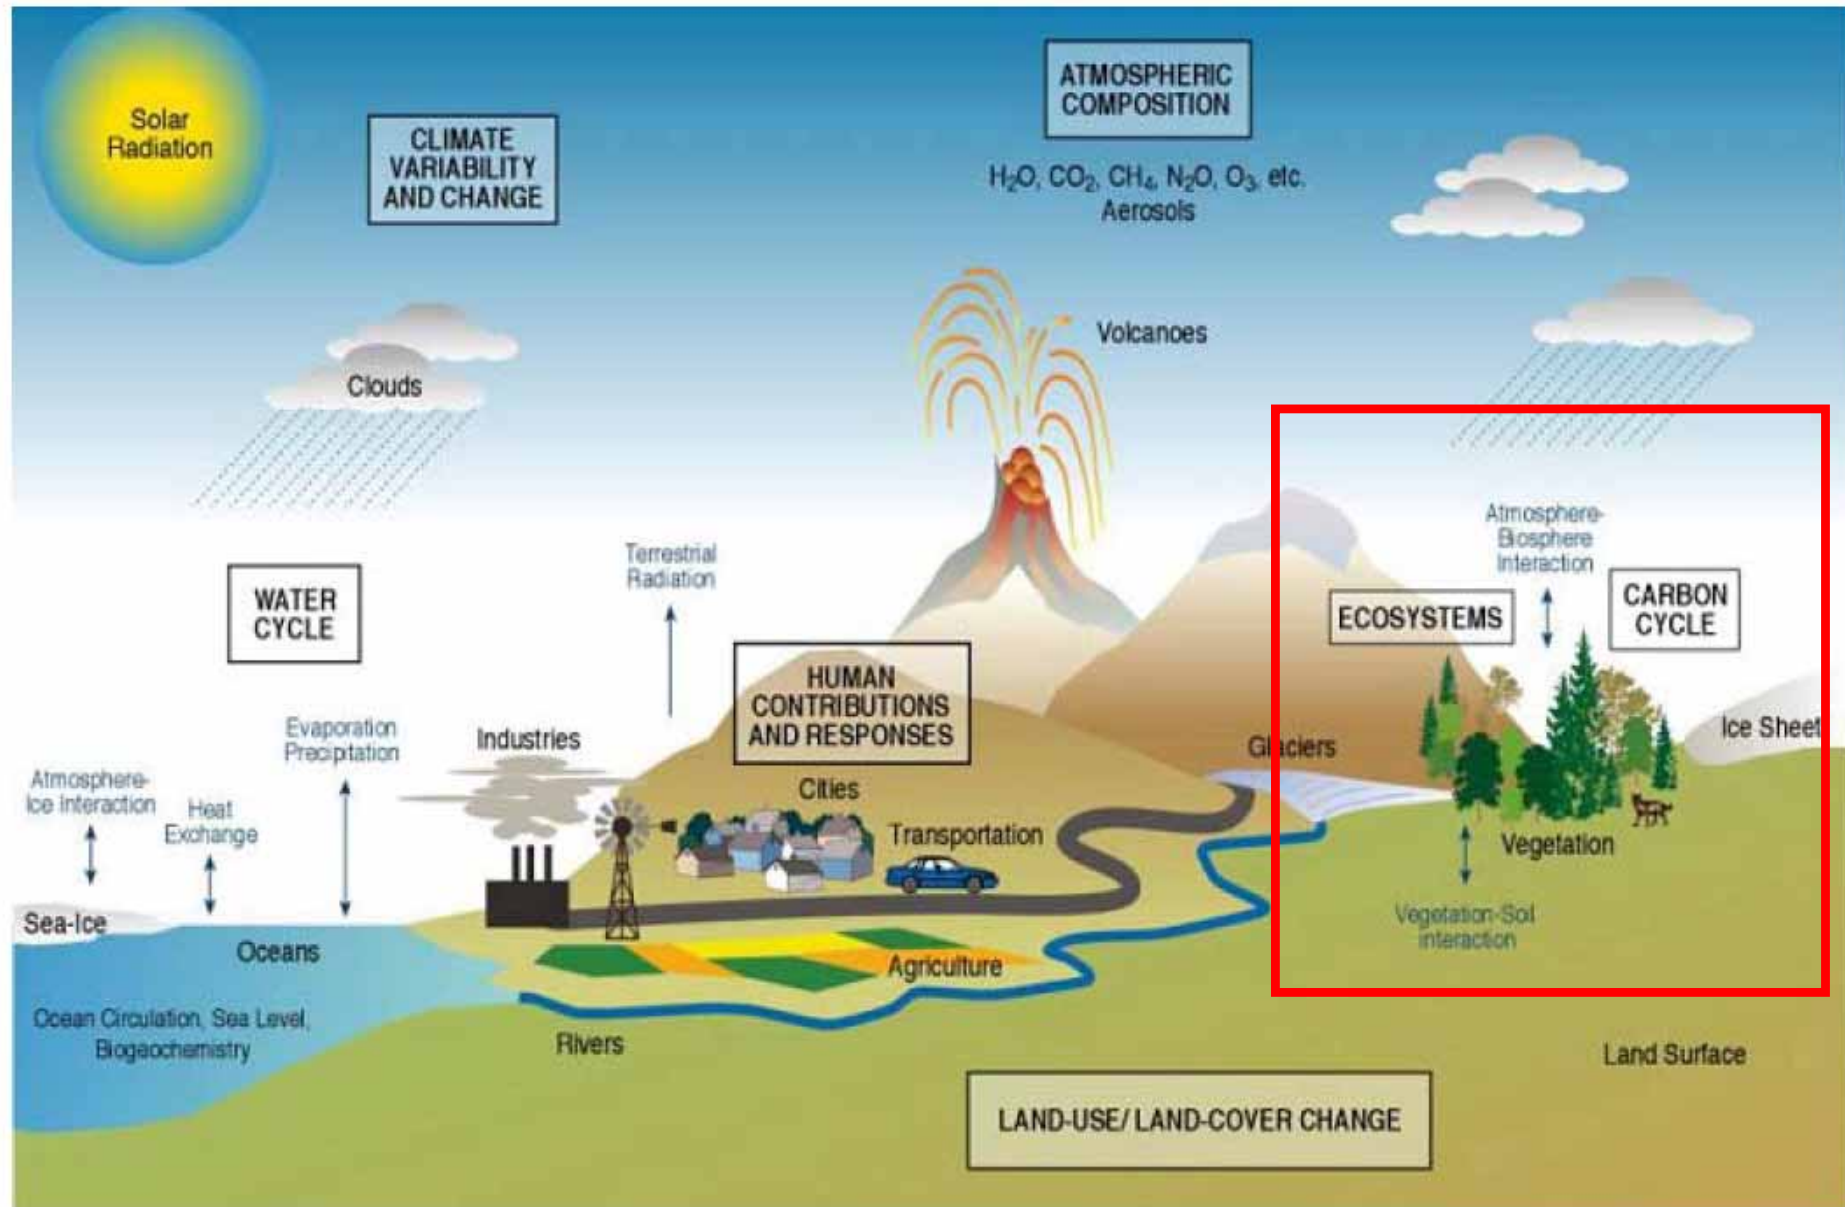 Solar
Radiation
CLIMATE
VARIABILITY
AND CHANGE
ATMOSPHERIC
COMPOSITION
H₂O, CO₂, CH₄, N₂O, O₃, etc.
Aerosols
Volcanoes
Clouds
Atmosphere-
Biosphere
Interaction
Terrestrial
Radiation
WATER
CYCLE
ECOSYSTEMS
CARBON
CYCLE
HUMAN
CONTRIBUTIONS
AND RESPONSES
Evaporation
Precipitation
Industries
Glaciers
Ice Sheet
Atmosphere-
Ice Interaction
Heat
Exchange
Cities
Transportation
Vegetation
Sea-Ice
Oceans
Agriculture
Vegetation-Soil
interaction
Ocean Circulation, Sea Level,
Biogeochemistry
Rivers
Land Surface
LAND-USE/ LAND-COVER CHANGE